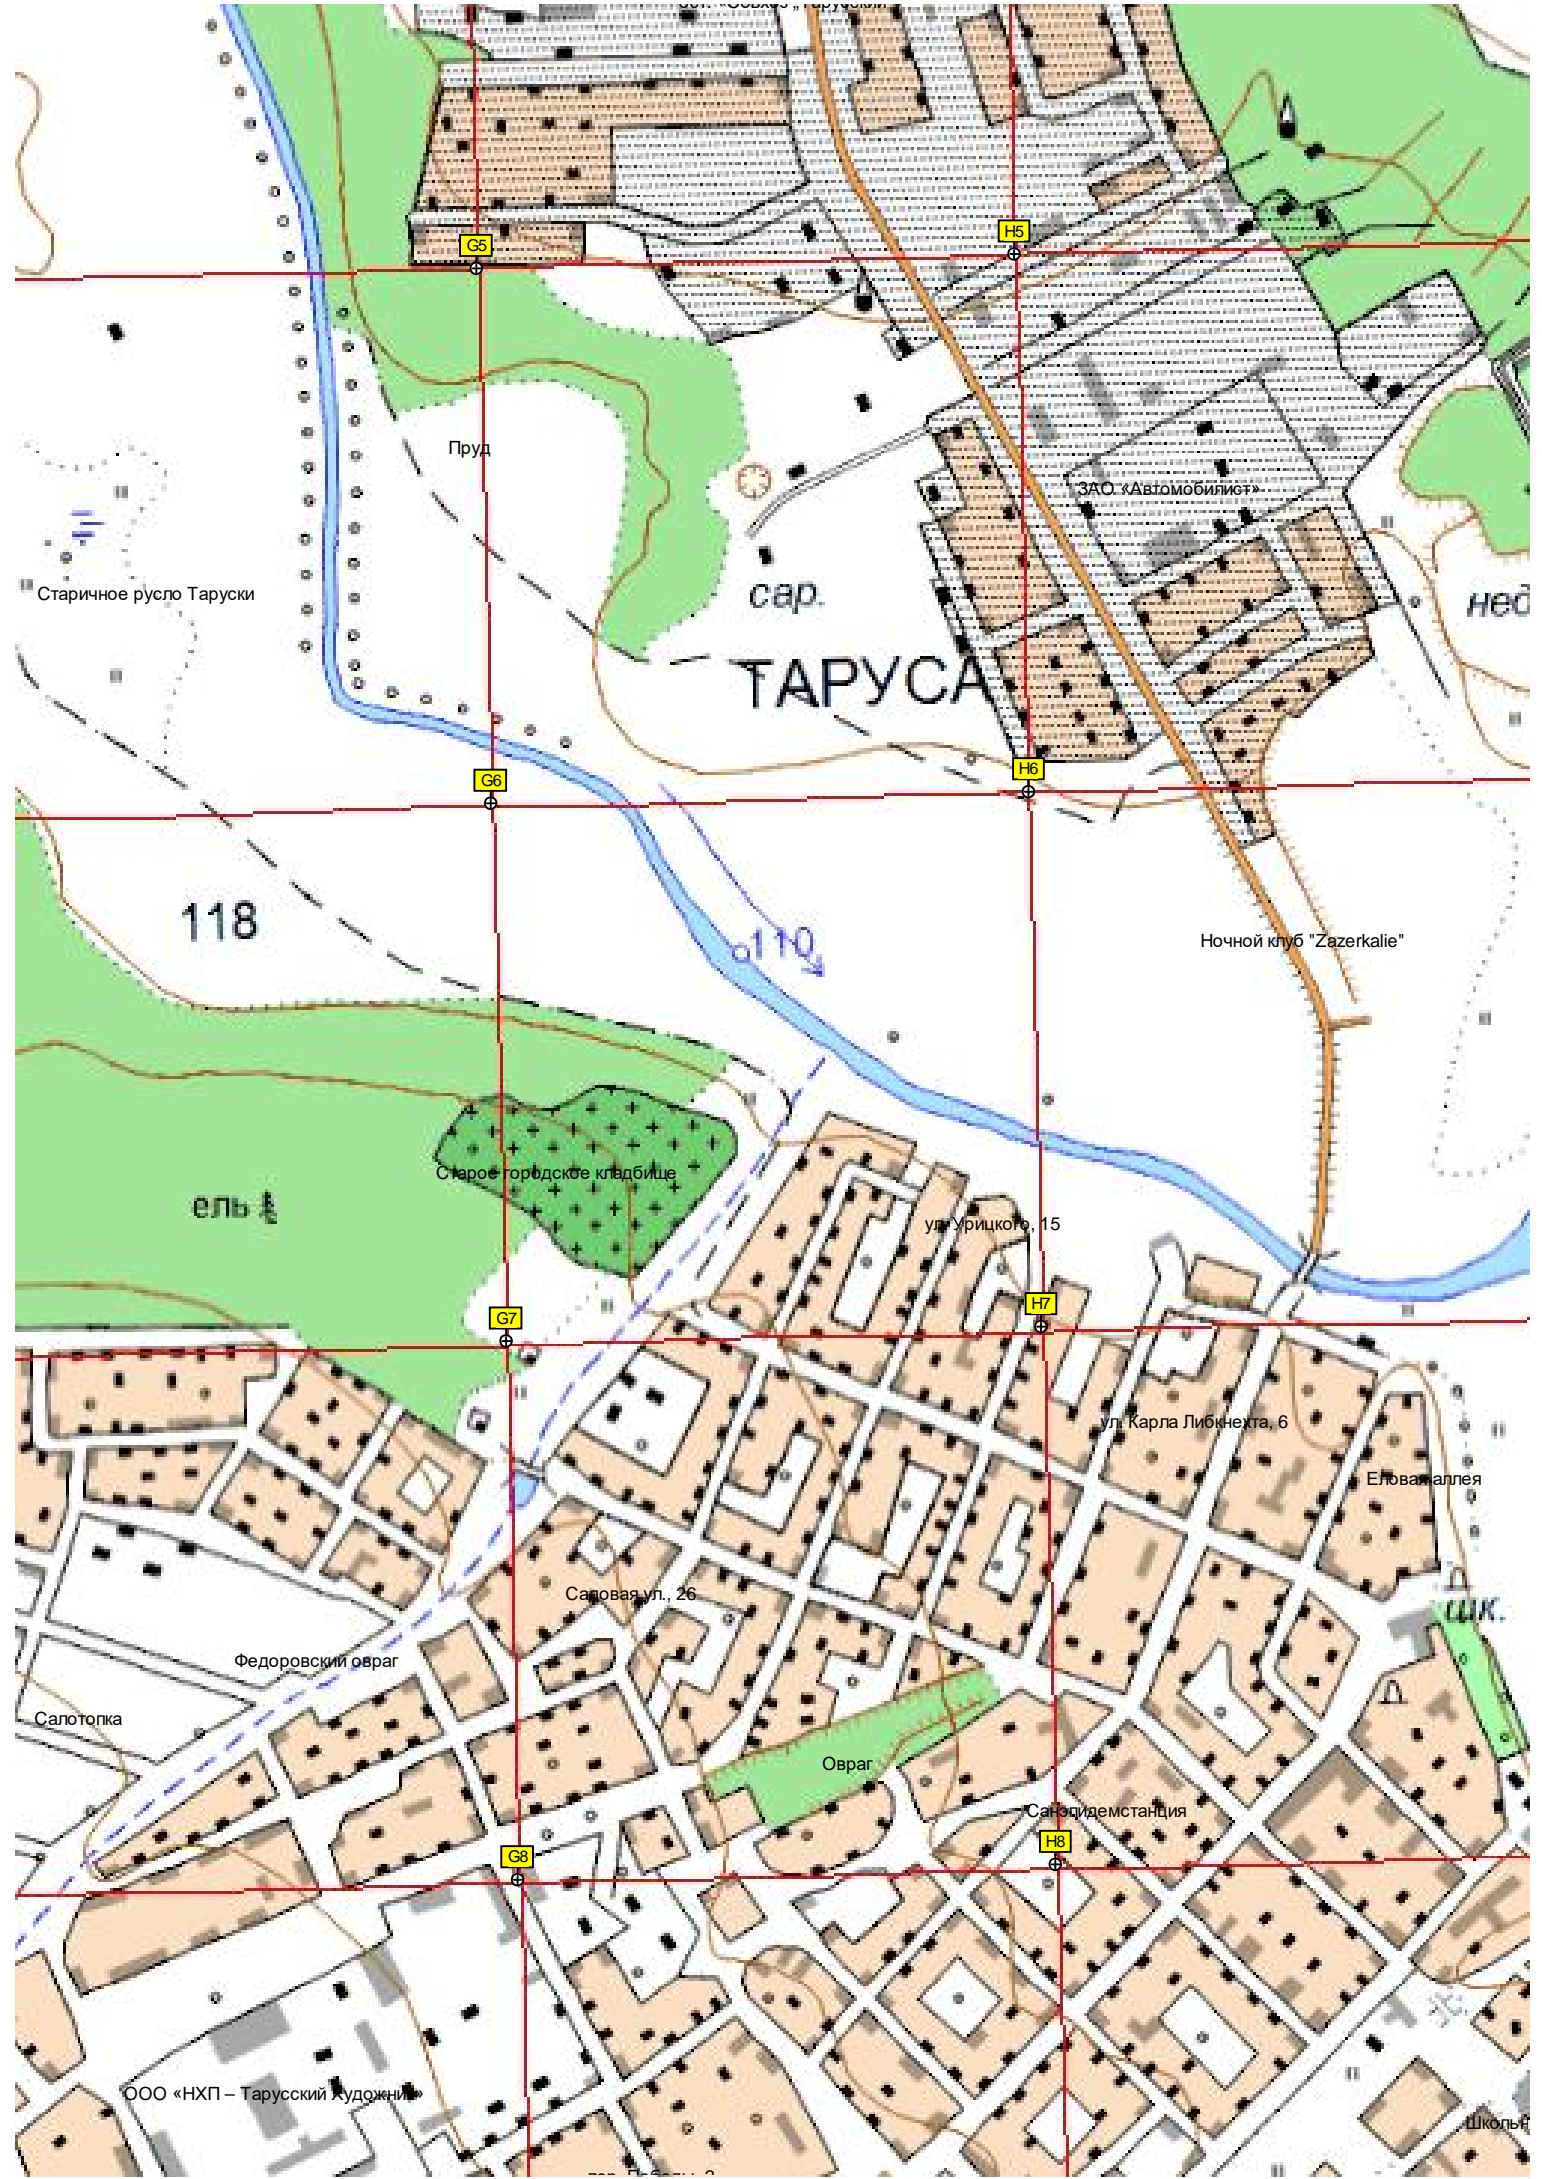 G5
H5
Пруд
ЗАО «Автомобилист»
Старичное русло Таруски
сар.
нед
ТАРУСА
G6
H6
118
110
Ночной клуб "Zazerkalie"
Старое городское кладбище
ель
ул. Урицкого, 15
G7
H7
ул. Карла Либкнехта, 6
Еловая аллея
Садовая ул., 26
шк.
Федоровский овраг
Салотопка
Овраг
Санэпидемстанция
G8
H8
ООО «НХП – Тарусский Художник»
Школьн